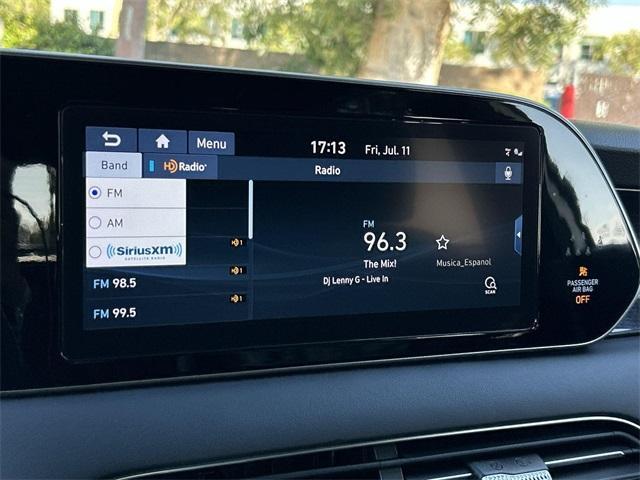 Menu 17:13 Fri, Jul. 11
Band HD Radio Radio
FM
AM
SiriusXM
SATELLITE RADIO
FM 98.5
FM 99.5
FM
96.3
The Mix!
Musica_Espanol
Dj Lenny G - Live In
SCAN
PASSENGER
AIR BAG
OFF